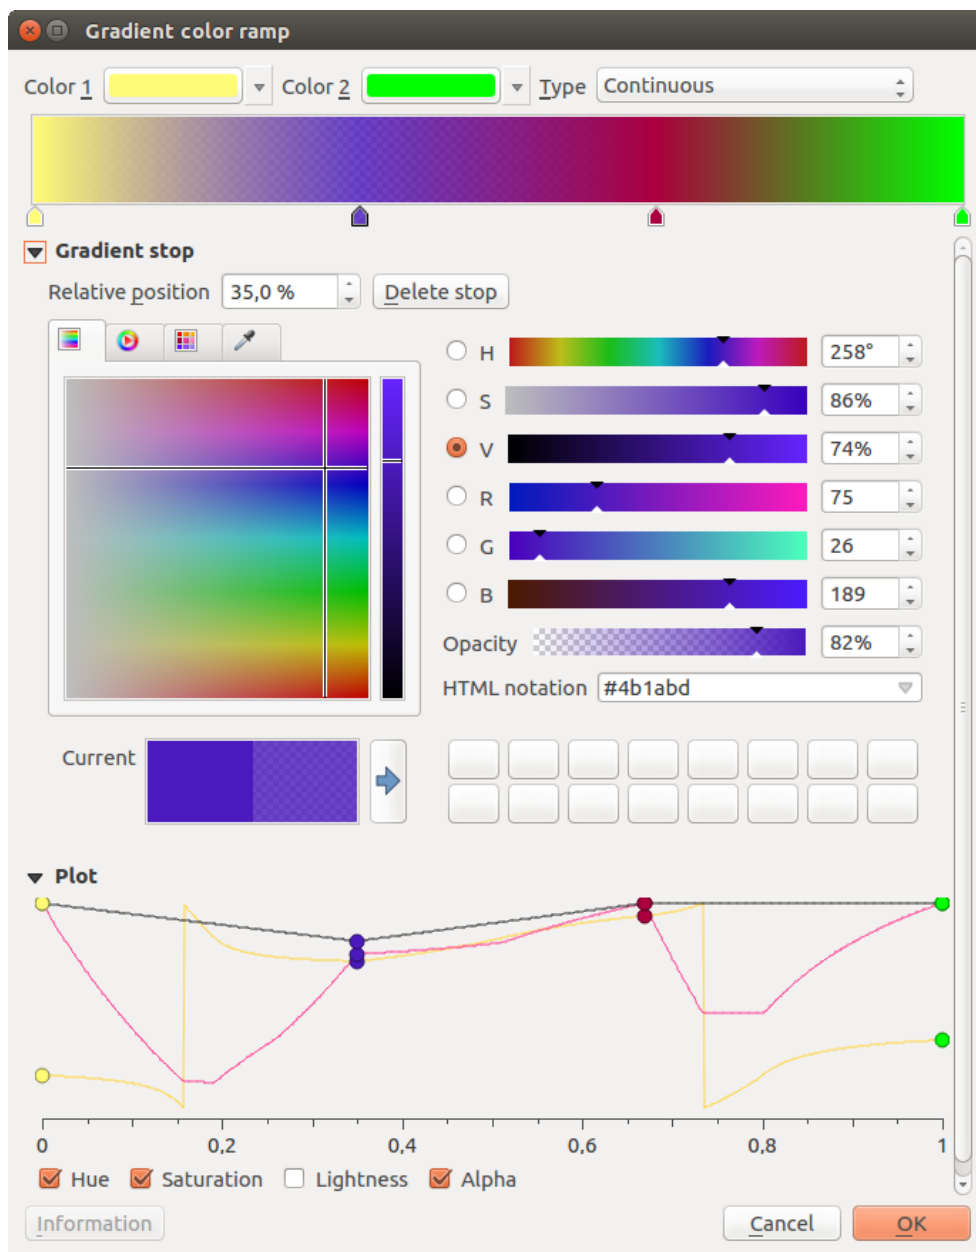 Gradient color ramp
Color 1 Color 2 Type Continuous
Gradient stop
Relative position 35,0 % Delete stop
H 258°
S 86%
V 74%
R 75
G 26
B 189
Opacity 82%
HTML notation #4b1abd
Current
Plot
0 0,2 0,4 0,6 0,8 1
Hue Saturation Lightness Alpha
Information Cancel OK